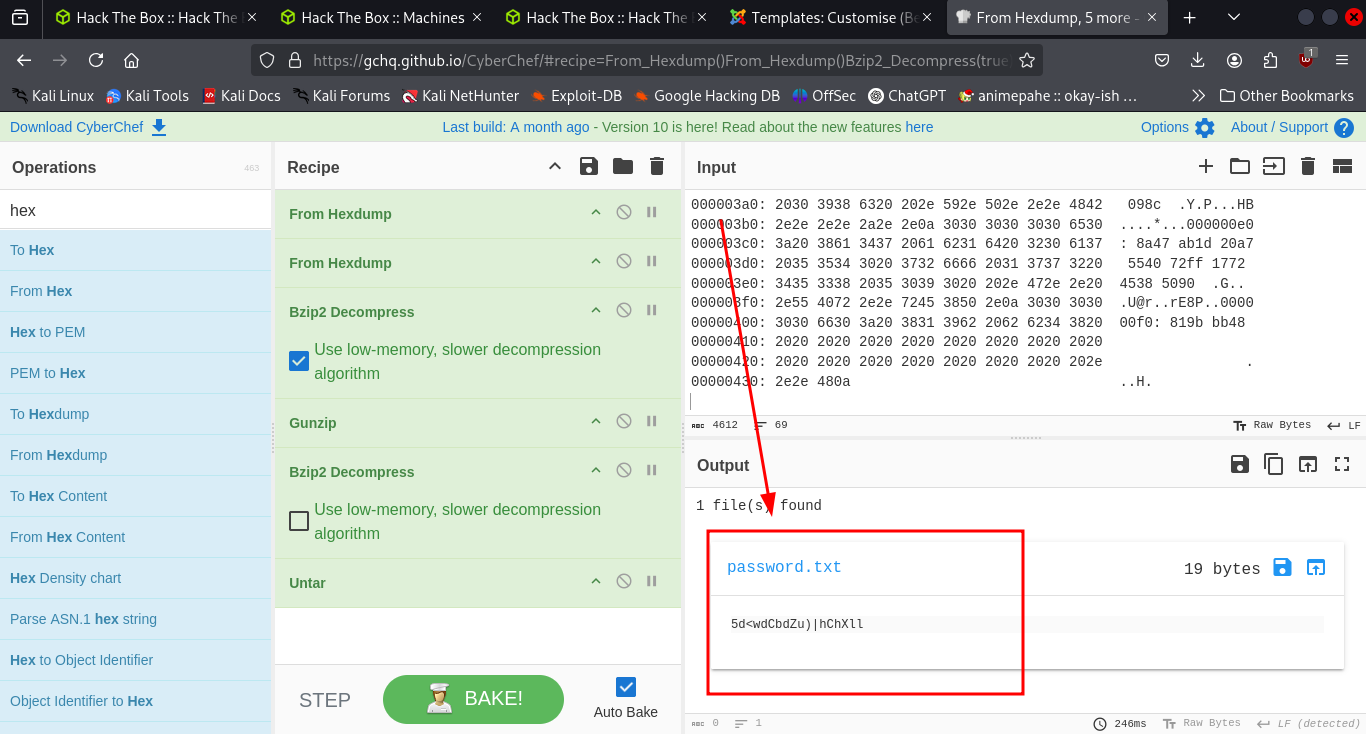 Hack The Box :: Hack The
Hack The Box :: Machines
Hack The Box :: Hack The
Templates: Customise (Be
From Hexdump, 5 more -
https://gchq.github.io/CyberChef/#recipe=From_Hexdump()From_Hexdump()Bzip2_Decompress(true
1
Kali Linux
Kali Tools
Kali Docs
Kali Forums
Kali NetHunter
Exploit-DB
Google Hacking DB
OffSec
ChatGPT
animepahe :: okay-ish ...
Other Bookmarks
Download CyberChef
Last build: A month ago - Version 10 is here! Read about the new features here
Options
About / Support
Operations
463
hex
To Hex
From Hex
Hex to PEM
PEM to Hex
To Hexdump
From Hexdump
To Hex Content
From Hex Content
Hex Density chart
Parse ASN.1 hex string
Hex to Object Identifier
Object Identifier to Hex
Recipe
From Hexdump
From Hexdump
Bzip2 Decompress
Use low-memory, slower decompression
algorithm
Gunzip
Bzip2 Decompress
Use low-memory, slower decompression
algorithm
Untar
STEP
BAKE!
Auto Bake
Input
000003a0: 2030 3938 6320 202e 592e 502e 2e2e 4842   098c  .Y.P...HB
000003b0: 2e2e 2e2e 2a2e 2e0a 3030 3030 3030 6530  ....*...000000e0
000003c0: 3a20 3861 3437 2061 6231 6420 3230 6137  : 8a47 ab1d 20a7
000003d0: 2035 3534 3020 3732 6666 2031 3737 3220   5540 72ff 1772
000003e0: 3435 3338 2035 3039 3020 202e 472e 2e20  4538 5090  .G..
000003f0: 2e55 4072 2e2e 7245 3850 2e0a 3030 3030  .U@r..rE8P..0000
00000400: 3030 6630 3a20 3831 3962 2062 6234 3820  00f0: 819b bb48
00000410: 2020 2020 2020 2020 2020 2020 2020 2020
00000420: 2020 2020 2020 2020 2020 2020 2020 202e                 .
00000430: 2e2e 480a                                ..H.
ABC 4612
69
Raw Bytes
LF
Output
1 file(s) found
password.txt
19 bytes
5d<wdCbdZu)|hChXll
ABC 0
1
246ms
Raw Bytes
LF (detected)